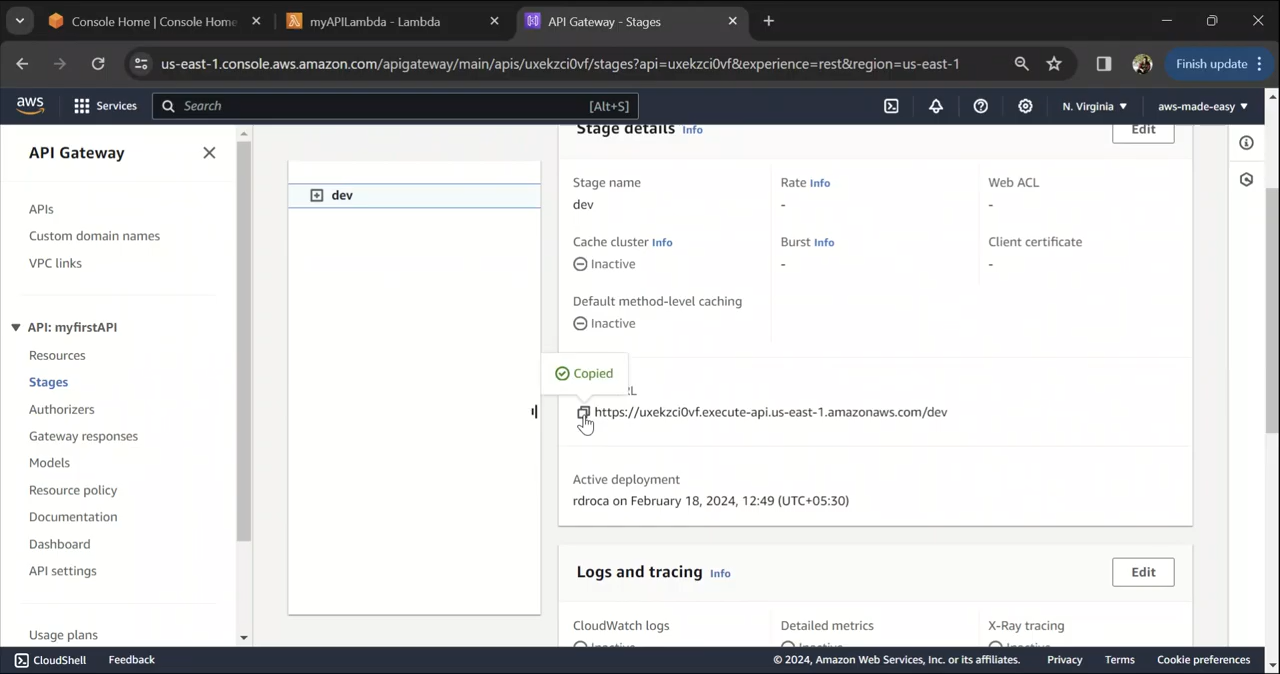 Console Home | Console Home
myAPILambda - Lambda
API Gateway - Stages
us-east-1.console.aws.amazon.com/apigateway/main/apis/uxekzci0vf/stages?api=uxekzci0vf&experience=rest&region=us-east-1
Finish update
aws
Services
Search
[Alt+S]
N. Virginia
aws-made-easy
API Gateway
APIs
Custom domain names
VPC links
API: myfirstAPI
Resources
Stages
Authorizers
Gateway responses
Models
Resource policy
Documentation
Dashboard
API settings
Usage plans
dev
Stage details Info
Edit
Stage name
dev
Rate Info
-
Web ACL
-
Cache cluster Info
Inactive
Burst Info
-
Client certificate
-
Default method-level caching
Inactive
Copied
https://uxekzci0vf.execute-api.us-east-1.amazonaws.com/dev
Active deployment
rdroca on February 18, 2024, 12:49 (UTC+05:30)
Logs and tracing Info
Edit
CloudWatch logs
Detailed metrics
X-Ray tracing
CloudShell
Feedback
© 2024, Amazon Web Services, Inc. or its affiliates.
Privacy
Terms
Cookie preferences